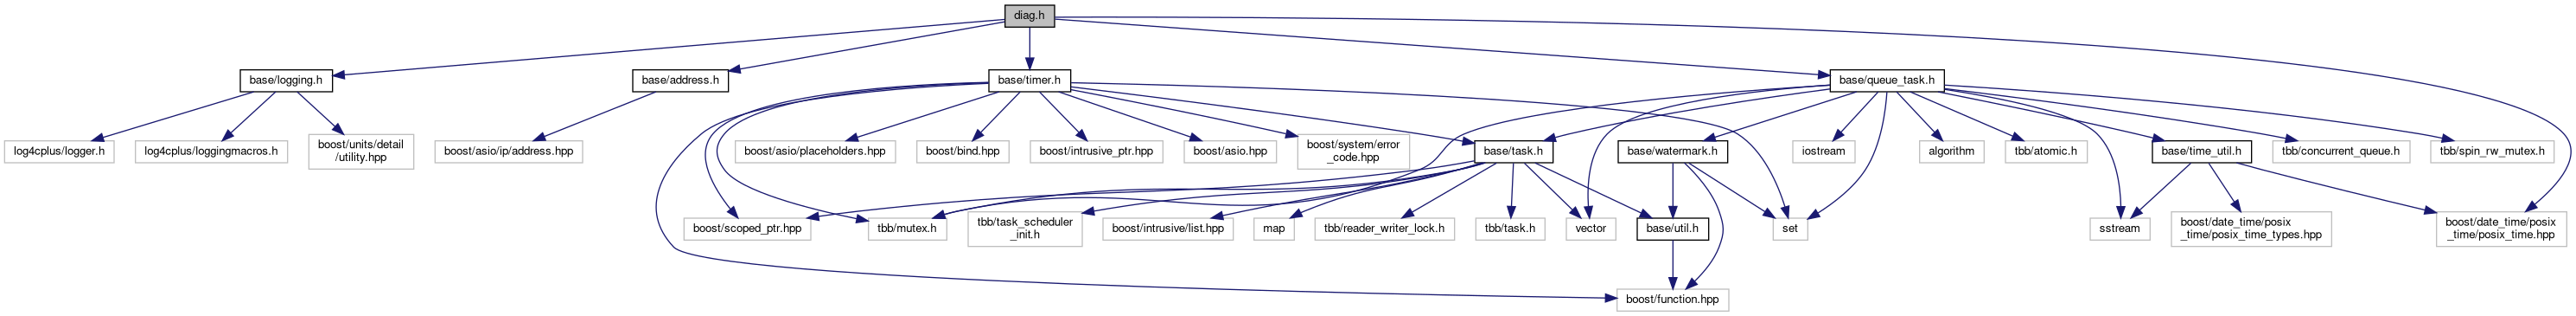 diag.h
base/logging.h
base/address.h
base/timer.h
base/queue_task.h
log4cplus/logger.h
log4cplus/loggingmacros.h
boost/units/detail
/utility.hpp
boost/asio/ip/address.hpp
boost/asio/placeholders.hpp
boost/bind.hpp
boost/intrusive_ptr.hpp
boost/asio.hpp
boost/system/error
_code.hpp
base/task.h
base/watermark.h
iostream
algorithm
tbb/atomic.h
base/time_util.h
tbb/concurrent_queue.h
tbb/spin_rw_mutex.h
boost/scoped_ptr.hpp
tbb/mutex.h
tbb/task_scheduler
_init.h
boost/intrusive/list.hpp
map
tbb/reader_writer_lock.h
tbb/task.h
vector
base/util.h
set
sstream
boost/date_time/posix
_time/posix_time_types.hpp
boost/date_time/posix
_time/posix_time.hpp
boost/function.hpp